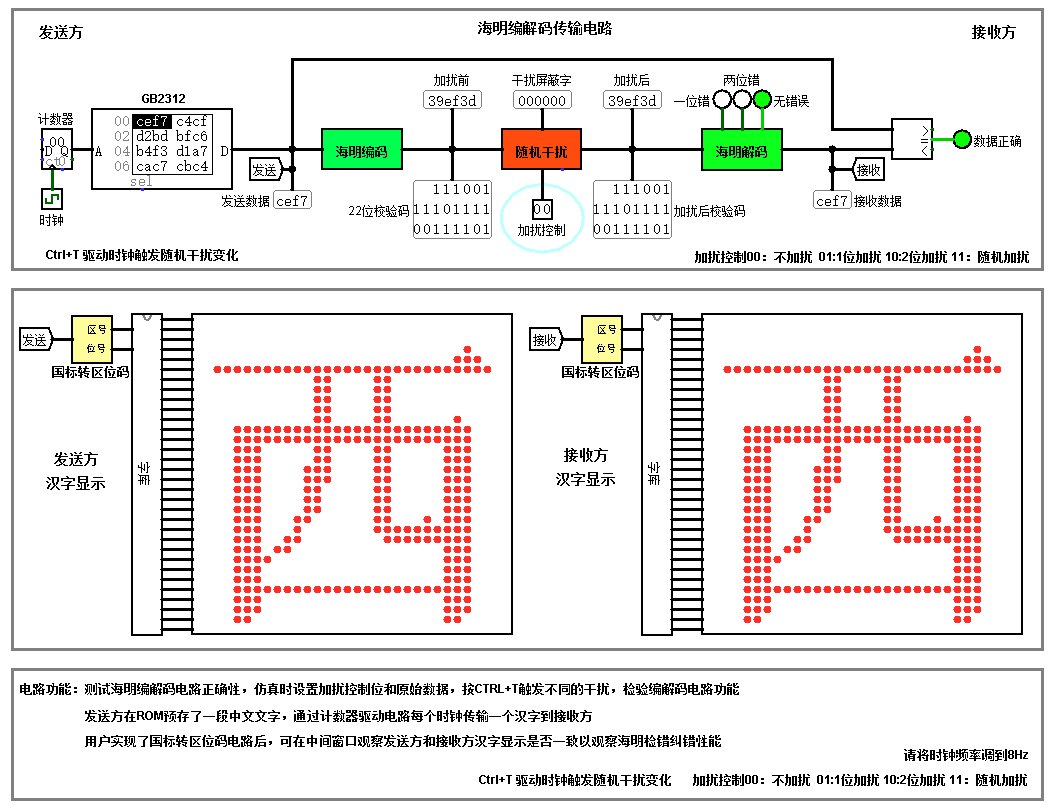 发送方
海明编解码传输电路
接收方
加扰前
干扰屏蔽字
加扰后
两位错
39ef3d
000000
39ef3d
一位错
无错误
GB2312
计数器
00 cef7 c4cf
02 d2bd bfc6
04 b4f3 d1a7
06 cac7 cbc4
sel
A
D
00
D Q
ct0
时钟
海明编码
随机干扰
海明解码
>
=
<
数据正确
发送
接收
发送数据 cef7
cef7 接收数据
22位校验码
111001
11101111
00111101
00
加扰控制
111001
11101111
00111101
加扰后校验码
Ctrl+T 驱动时钟触发随机干扰变化
加扰控制00：不加扰 01:1位加扰 10:2位加扰 11：随机加扰
发送
区号
位号
国标转区位码
发送方
汉字显示
字库
西
接收
区号
位号
国标转区位码
接收方
汉字显示
字库
西
电路功能：测试海明编解码电路正确性，仿真时设置加扰控制位和原始数据，按CTRL+T触发不同的干扰，检验编解码电路功能
发送方在ROM预存了一段中文文字，通过计数器驱动电路每个时钟传输一个汉字到接收方
用户实现了国标转区位码电路后，可在中间窗口观察发送方和接收方汉字显示是否一致以观察海明检错纠错性能
请将时钟频率调到8Hz
Ctrl+T 驱动时钟触发随机干扰变化 加扰控制00：不加扰 01:1位加扰 10:2位加扰 11：随机加扰